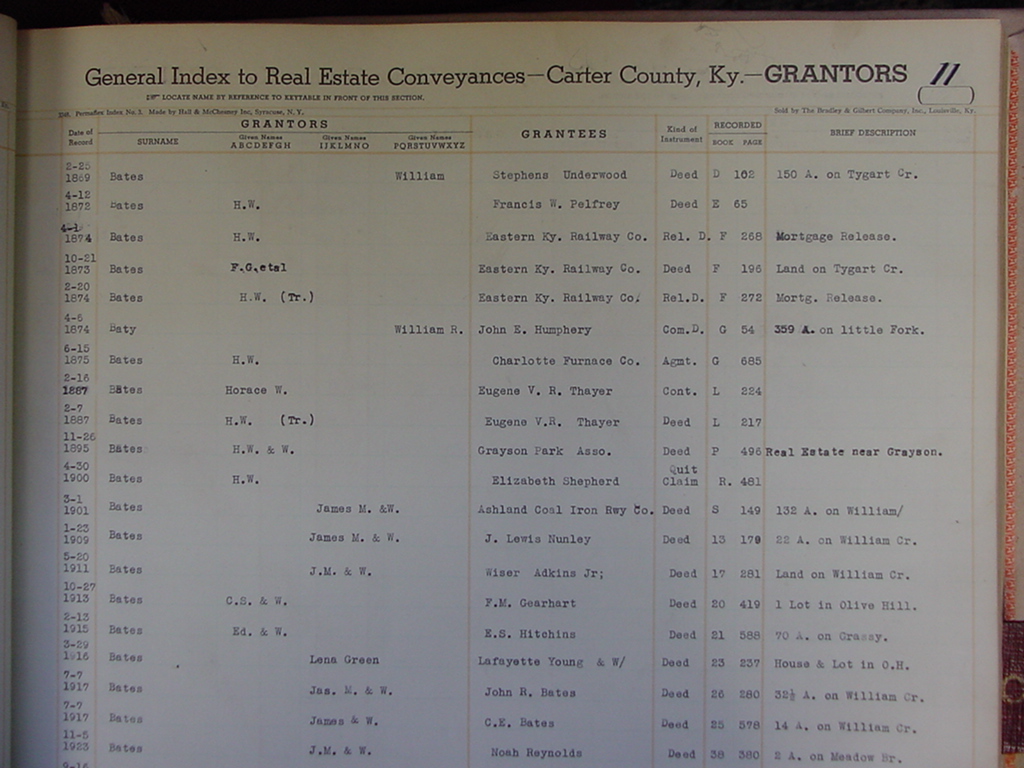 General Index to Real Estate Conveyances—Carter County, Ky.—GRANTORS 11
LOCATE NAME BY REFERENCE TO KEYTABLE IN FRONT OF THIS SECTION.
Est. Permaflex Index No. 3. Made by Hall & McChesney Inc, Syracuse, N. Y. Sold by The Bradley & Gilbert Company, Inc., Louisville, Ky.
Date of Record GRANTORS SURNAME Given Names ABCDEFGH Given Names IJKLMNO Given Names PQRSTUVWXYZ GRANTEES Kind of Instrument RECORDED BOOK PAGE BRIEF DESCRIPTION
2-25
1869 Bates William Stephens Underwood Deed D 102 150 A. on Tygart Cr.
4-12
1872 Bates H.W. Francis W. Pelfrey Deed E 65
1874 Bates H.W. Eastern Ky. Railway Co. Rel. D. F 268 Mortgage Release.
10-21
1873 Bates F.G.etal Eastern Ky. Railway Co. Deed F 196 Land on Tygart Cr.
2-20
1874 Bates H.W. (Tr.) Eastern Ky. Railway Co. Rel.D. F 272 Mortg. Release.
4-6
1874 Baty William R. John E. Humphery Com.D. G 54 359 A. on little Fork.
6-15
1875 Bates H.W. Charlotte Furnace Co. Agmt. G 685
2-16
1887 Bates Horace W. Eugene V. R. Thayer Cont. L 224
2-7
1887 Bates H.W. (Tr.) Eugene V.R. Thayer Deed L 217
11-26
1895 Bates H.W. & W. Grayson Park Asso. Deed P 496 Real Estate near Grayson.
4-30 Quit
1900 Bates H.W. Elizabeth Shepherd Claim R. 481
3-1
1901 Bates James M. &W. Ashland Coal Iron Rwy Co. Deed S 149 132 A. on William/
1-23
1909 Bates James M. & W. J. Lewis Nunley Deed 13 179 22 A. on William Cr.
5-20
1911 Bates J.M. & W. Wiser Adkins Jr; Deed 17 281 Land on William Cr.
10-27
1913 Bates C.S. & W. F.M. Gearhart Deed 20 419 1 Lot in Olive Hill.
2-13
1915 Bates Ed. & W. E.S. Hitchins Deed 21 588 70 A. on Grassy.
3-29
1916 Bates Lena Green Lafayette Young & W/ Deed 23 237 House & Lot in O.H.
7-7
1917 Bates Jas. M. & W. John R. Bates Deed 26 280 32½ A. on William Cr.
7-7
1917 Bates James & W. C.E. Bates Deed 25 578 14 A. on William Cr.
11-5
1923 Bates J.M. & W. Noah Reynolds Deed 38 380 2 A. on Meadow Br.